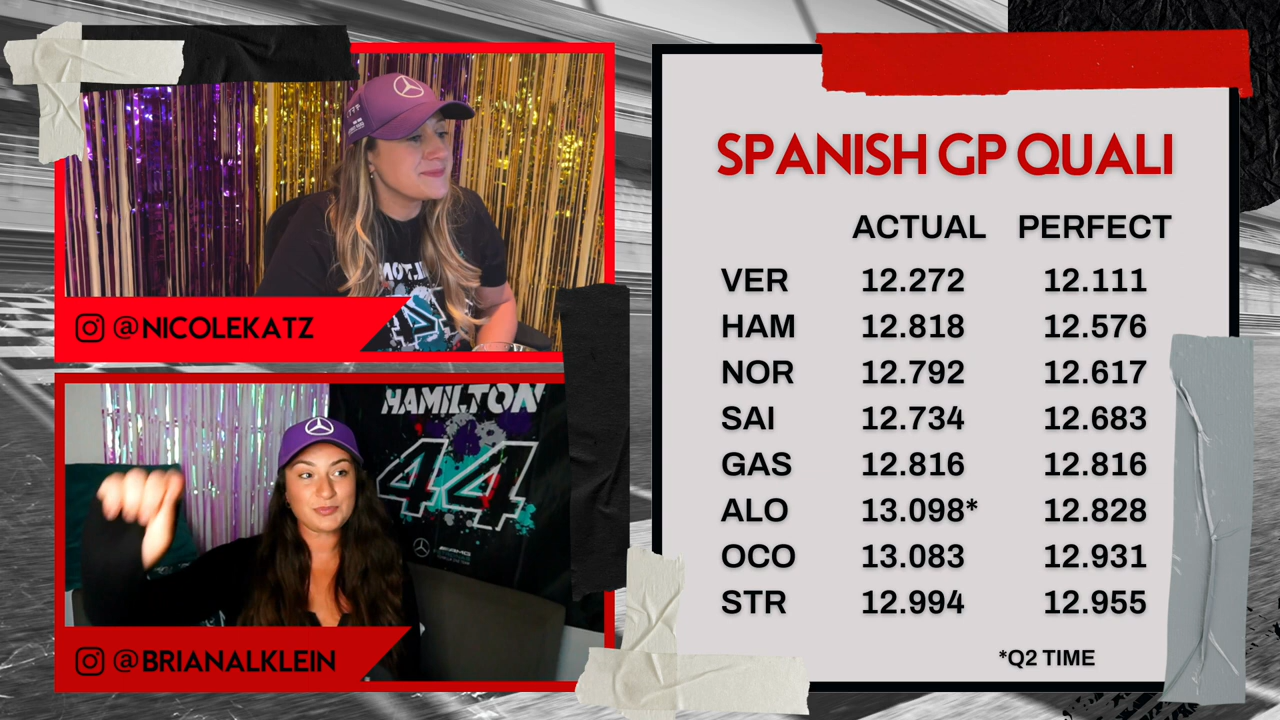 @NICOLEKATZ
HAMILTON
44
@BRIANALKLEIN
SPANISH GP QUALI
ACTUAL PERFECT
VER 12.272 12.111
HAM 12.818 12.576
NOR 12.792 12.617
SAI 12.734 12.683
GAS 12.816 12.816
ALO 13.098* 12.828
OCO 13.083 12.931
STR 12.994 12.955
*Q2 TIME